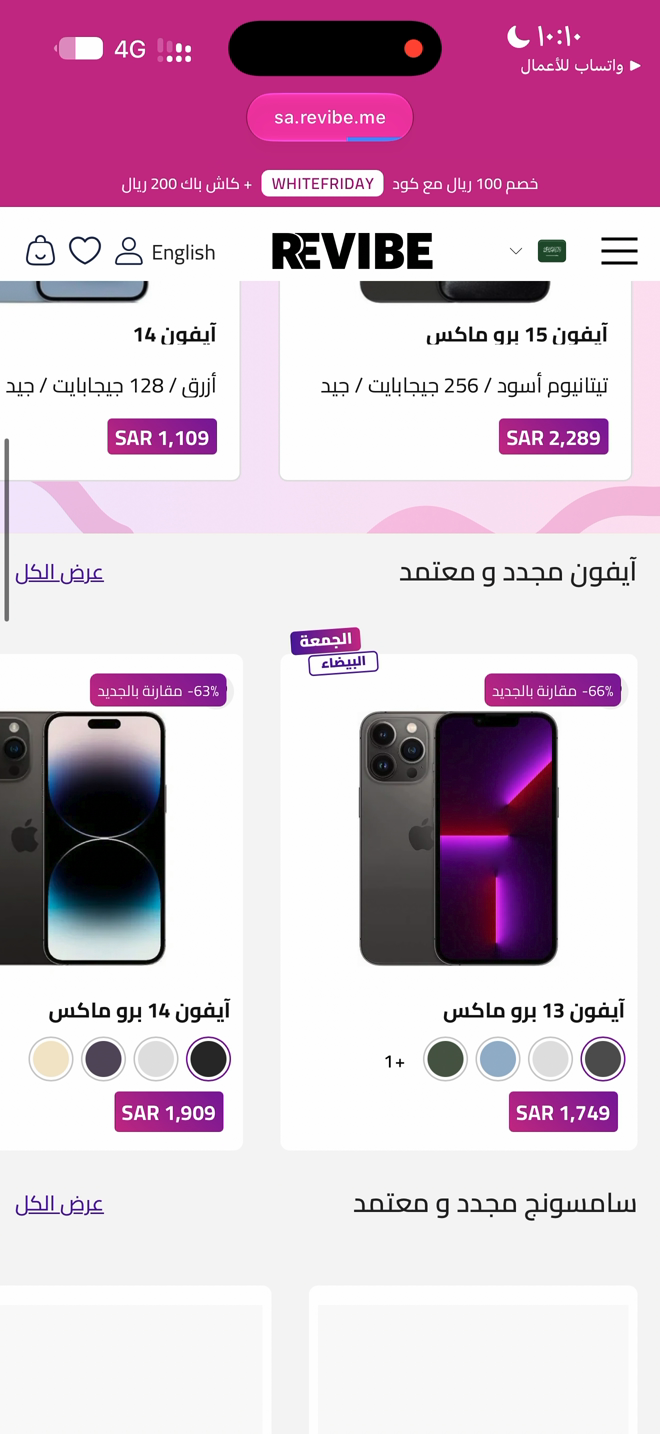 ١٠:١٠
4G
◀ واتساب للأعمال
sa.revibe.me
خصم 100 ريال مع كود WHITEFRIDAY + كاش باك 200 ريال
REVIBE
English
آيفون 15 برو ماكس
تيتانيوم أسود / 256 جيجابايت / جيد
SAR 2,289
آيفون 14
أزرق / 128 جيجابايت / جيد
SAR 1,109
آيفون مجدد و معتمد
عرض الكل
الجمعة
البيضاء
-66% مقارنة بالجديد
آيفون 13 برو ماكس
+1
SAR 1,749
-63% مقارنة بالجديد
آيفون 14 برو ماكس
SAR 1,909
سامسونج مجدد و معتمد
عرض الكل